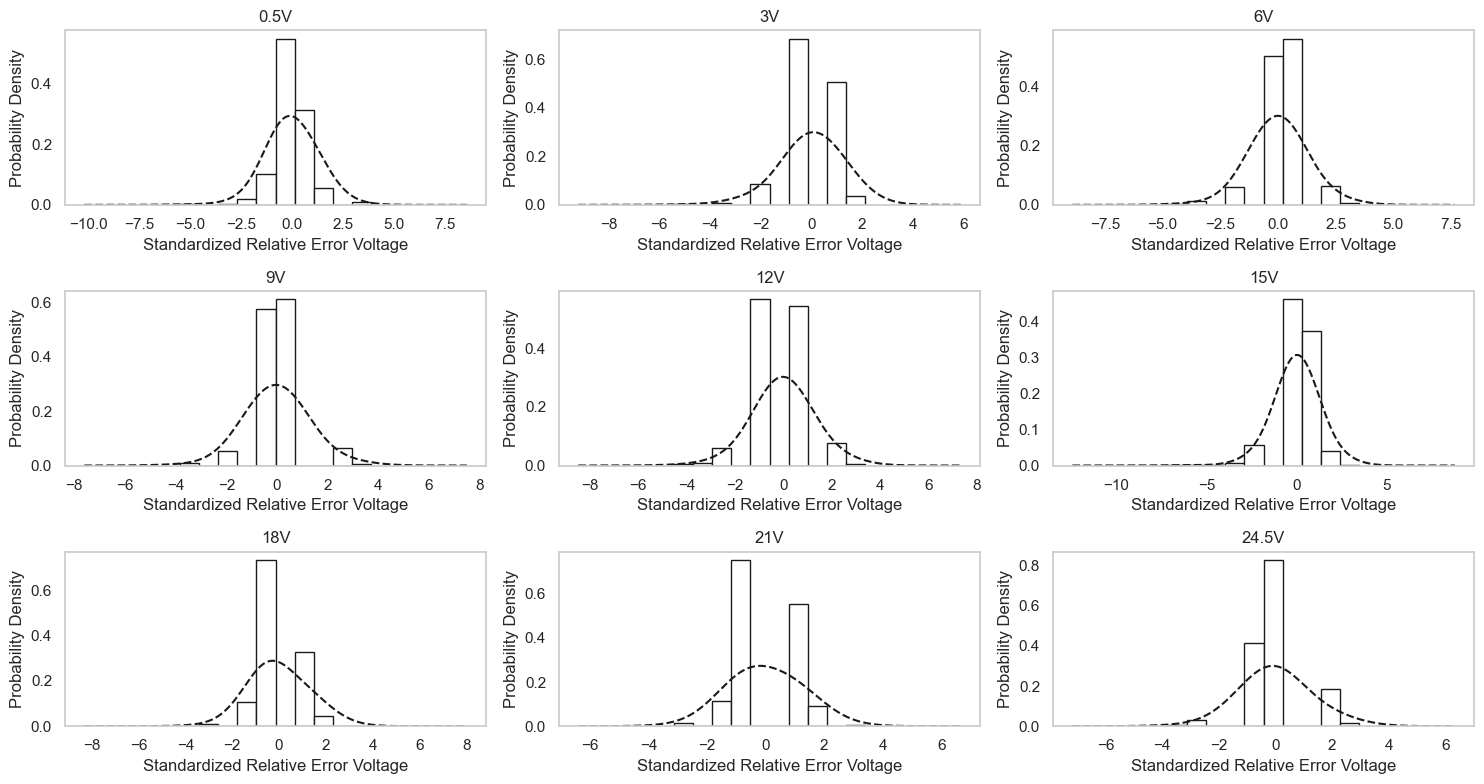 0.5V
Probability Density
0.4
0.2
0.0
−10.0 −7.5 −5.0 −2.5 0.0 2.5 5.0 7.5
Standardized Relative Error Voltage
3V
Probability Density
0.6
0.4
0.2
0.0
−8 −6 −4 −2 0 2 4 6
Standardized Relative Error Voltage
6V
Probability Density
0.4
0.2
0.0
−7.5 −5.0 −2.5 0.0 2.5 5.0 7.5
Standardized Relative Error Voltage
9V
Probability Density
0.6
0.4
0.2
0.0
−8 −6 −4 −2 0 2 4 6 8
Standardized Relative Error Voltage
12V
Probability Density
0.4
0.2
0.0
−8 −6 −4 −2 0 2 4 6 8
Standardized Relative Error Voltage
15V
Probability Density
0.4
0.3
0.2
0.1
0.0
−10 −5 0 5
Standardized Relative Error Voltage
18V
Probability Density
0.6
0.4
0.2
0.0
−8 −6 −4 −2 0 2 4 6 8
Standardized Relative Error Voltage
21V
Probability Density
0.6
0.4
0.2
0.0
−6 −4 −2 0 2 4 6
Standardized Relative Error Voltage
24.5V
Probability Density
0.8
0.6
0.4
0.2
0.0
−6 −4 −2 0 2 4 6
Standardized Relative Error Voltage